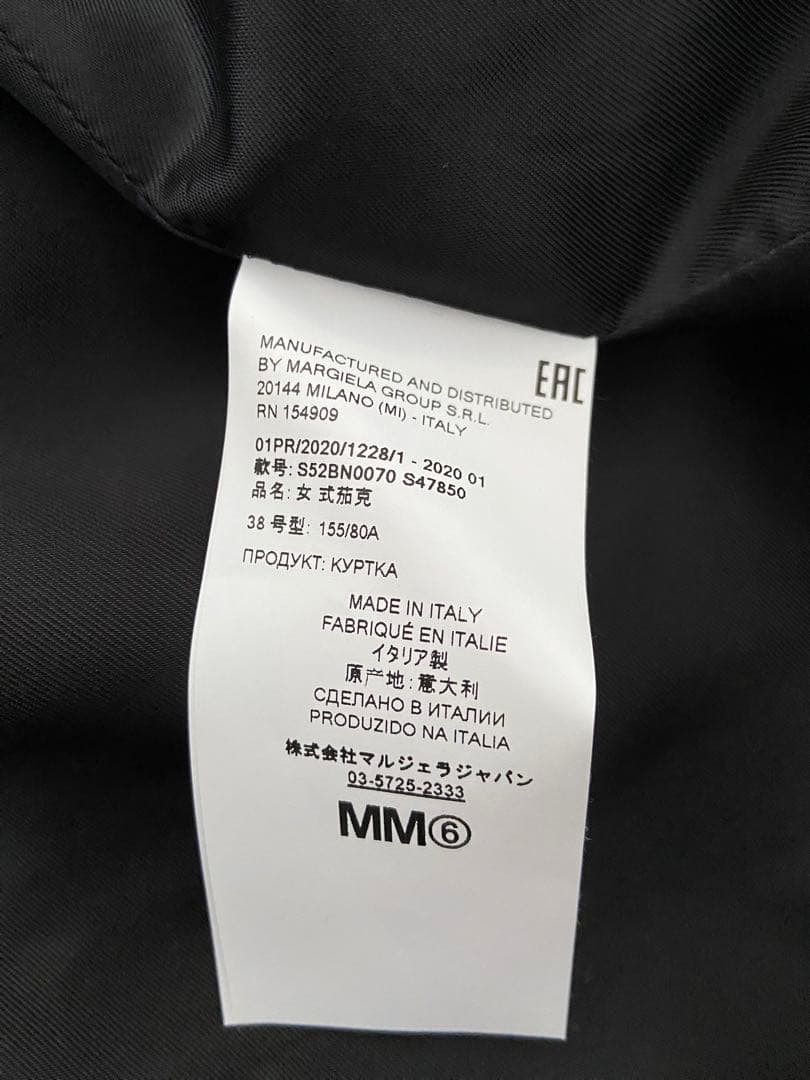 EAC
MANUFACTURED AND DISTRIBUTED
BY MARGIELA GROUP S.R.L.
20144 MILANO (MI) - ITALY
RN 154909
01PR/2020/1228/1 - 2020 01
款号: S52BN0070 S47850
品名: 女 式茄克
38 号型: 155/80A
ПРОДУКТ: КУРТКА
MADE IN ITALY
FABRIQUÉ EN ITALIE
イタリア製
原产地: 意大利
СДЕЛАНО В ИТАЛИИ
PRODUZIDO NA ITALIA
株式会社マルジェラジャパン
03-5725-2333
MM⑥